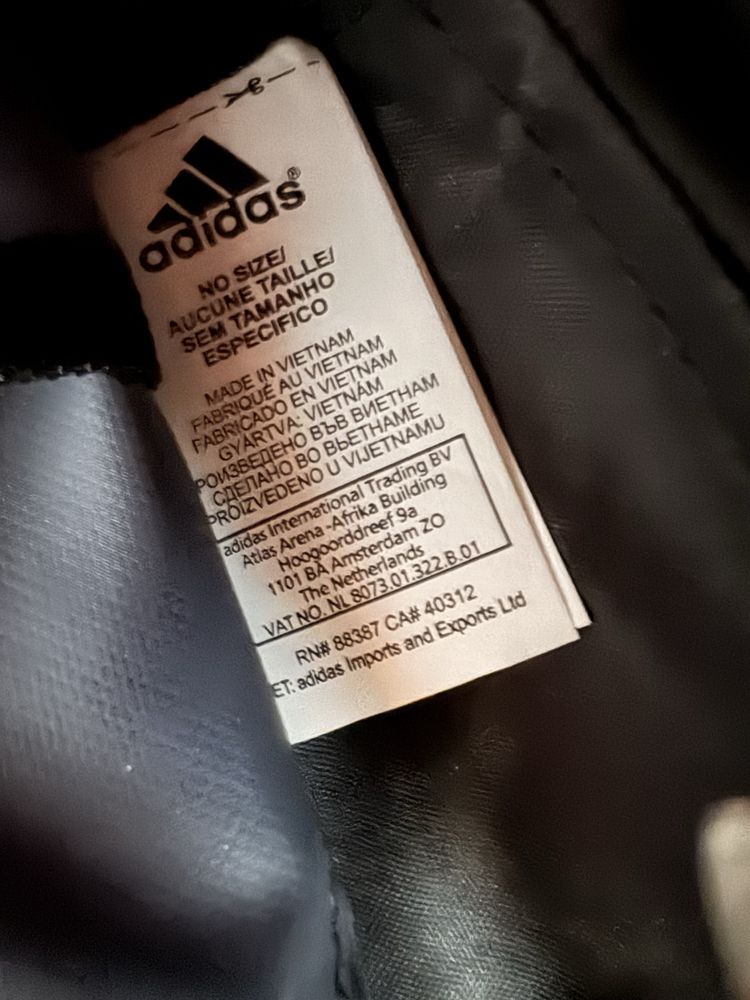 adidas®
NO SIZE/
AUCUNE TAILLE/
SEM TAMANHO
ESPECIFICO
MADE IN VIETNAM
FABRIQUÉ AU VIETNAM
FABRICADO EN VIETNAM
GYÁRTVA: VIETNÁM
РОИЗВЕДЕНО ВЪВ ВИЕТНАМ
СДЕЛАНО ВО ВЬЕТНАМЕ
PROIZVEDENO U VIJETNAMU
adidas International Trading BV
Atlas Arena -Afrika Building
Hoogoorddreef 9a
1101 BA Amsterdam ZO
The Netherlands
VAT NO. NL 8073.01.322.B.01
RN# 88387 CA# 40312
ET: adidas Imports and Exports Ltd